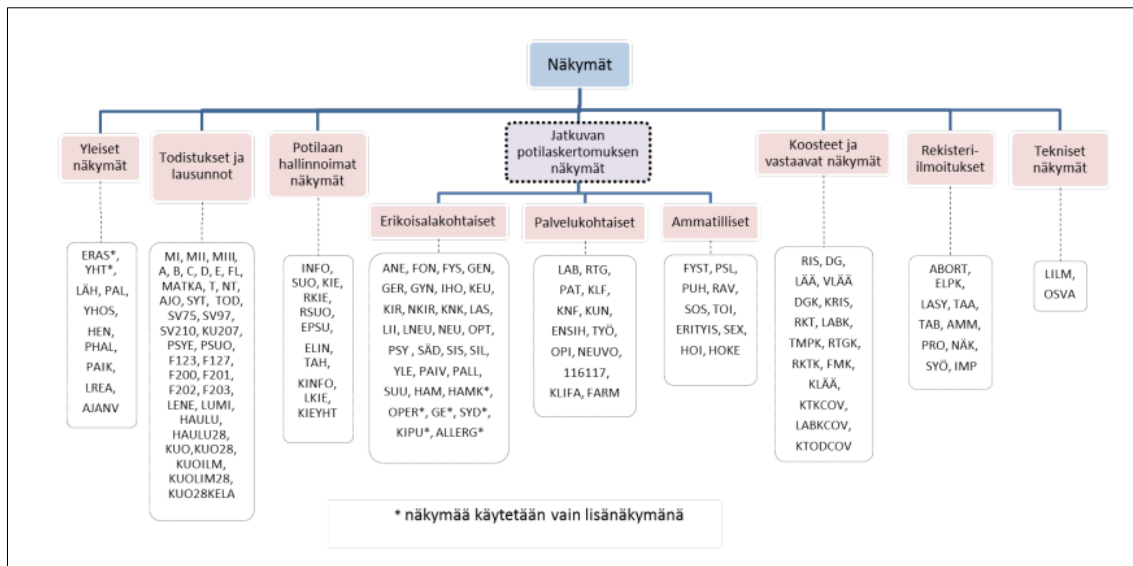 Näkymät
Yleiset
näkymät
Todistukset ja
lausunnot
Potilaan
hallinnoimat
näkymät
Jatkuvan
potilaskertomuksen
näkymät
Koosteet ja
vastaavat näkymät
Rekisteri-
ilmoitukset
Tekniset
näkymät
Erikoisalakohtaiset
Palvelukohtaiset
Ammatilliset
ERAS*,
YHT*,
LÄH, PAL,
YHOS,
HEN,
PHAL,
PAIK,
LREA,
AJANV
MI, MII, MIII,
A, B, C, D, E, FL,
MATKA, T, NT,
AJO, SYT, TOD,
SV75, SV97,
SV210, KU207,
PSYE, PSUO,
F123, F127,
F200, F201,
F202, F203,
LENE, LUMI,
HAULU,
HAULU28,
KUO,KUO28,
KUOILM,
KUOLIM28,
KUO28KELA
INFO,
SUO, KIE,
RKIE,
RSUO,
EPSU,
ELIN,
TAH,
KINFO,
LKIE,
KIEYHT
ANE, FON, FYS, GEN,
GER, GYN, IHO, KEU,
KIR, NKIR, KNK, LAS,
LII, LNEU, NEU, OPT,
PSY , SÄD, SIS, SIL,
YLE, PAIV, PALL,
SUU, HAM, HAMK*,
OPER*, GE*, SYD*,
KIPU*, ALLERG*
LAB, RTG,
PAT, KLF,
KNF, KUN,
ENSIH, TYÖ,
OPI, NEUVO,
116117,
KLIFA, FARM
FYST, PSL,
PUH, RAV,
SOS, TOI,
ERITYIS, SEX,
HOI, HOKE
RIS, DG,
LÄÄ, VLÄÄ
DGK, KRIS,
RKT, LABK,
TMPK, RTGK,
RKTK, FMK,
KLÄÄ,
KTKCOV,
LABKCOV,
KTODCOV
ABORT,
ELPK,
LASY, TAA,
TAB, AMM,
PRO, NÄK,
SYÖ, IMP
LILM,
OSVA
* näkymää käytetään vain lisänäkymänä